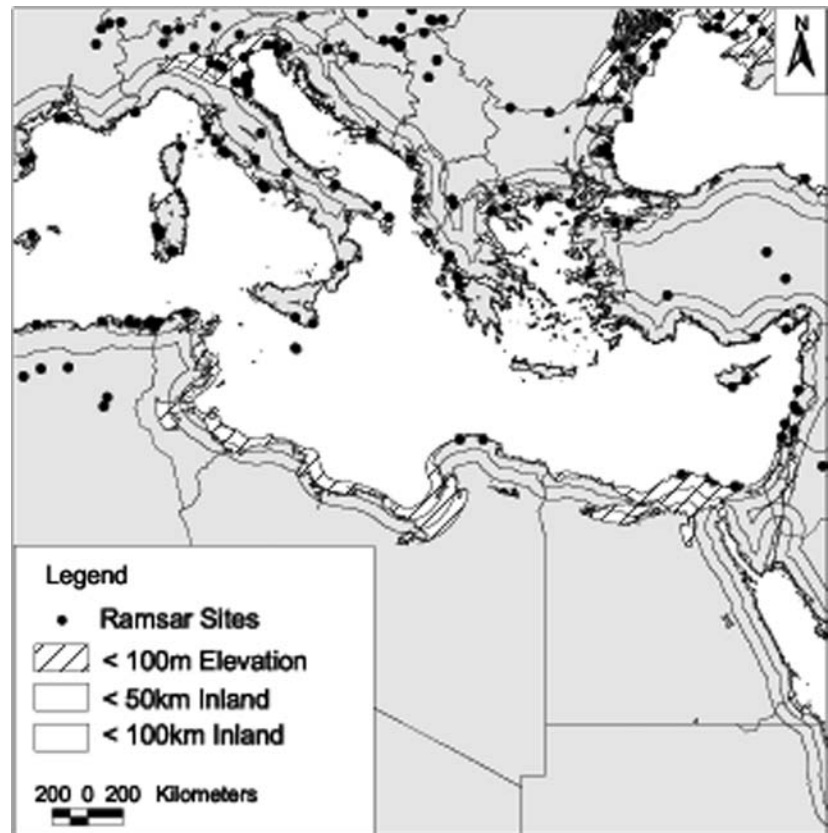 N
Legend
Ramsar Sites
< 100m Elevation
< 50km Inland
< 100km Inland
200 0 200 Kilometers